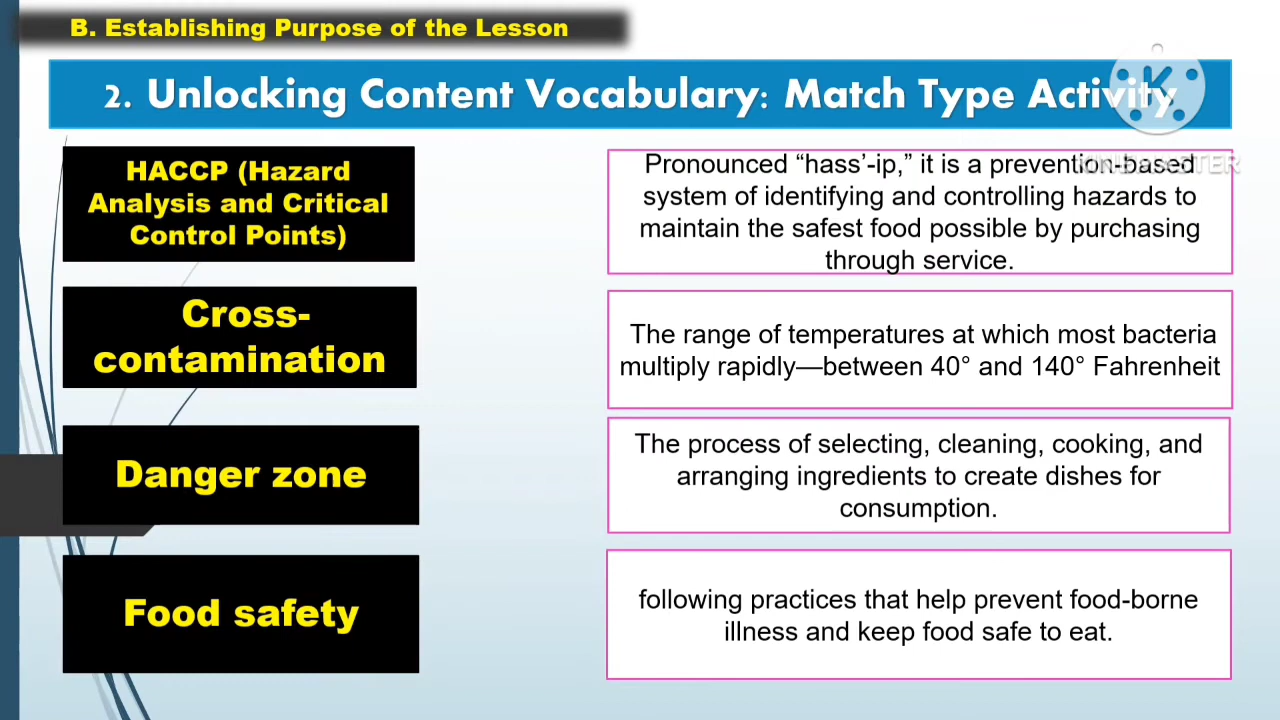 B. Establishing Purpose of the Lesson
2. Unlocking Content Vocabulary: Match Type Activity
HACCP (Hazard
Analysis and Critical
Control Points)
Pronounced “hass’-ip,” it is a prevention-based
system of identifying and controlling hazards to
maintain the safest food possible by purchasing
through service.
Cross-
contamination
The range of temperatures at which most bacteria
multiply rapidly—between 40° and 140° Fahrenheit
Danger zone
The process of selecting, cleaning, cooking, and
arranging ingredients to create dishes for
consumption.
Food safety
following practices that help prevent food-borne
illness and keep food safe to eat.
K
KINEMASTER